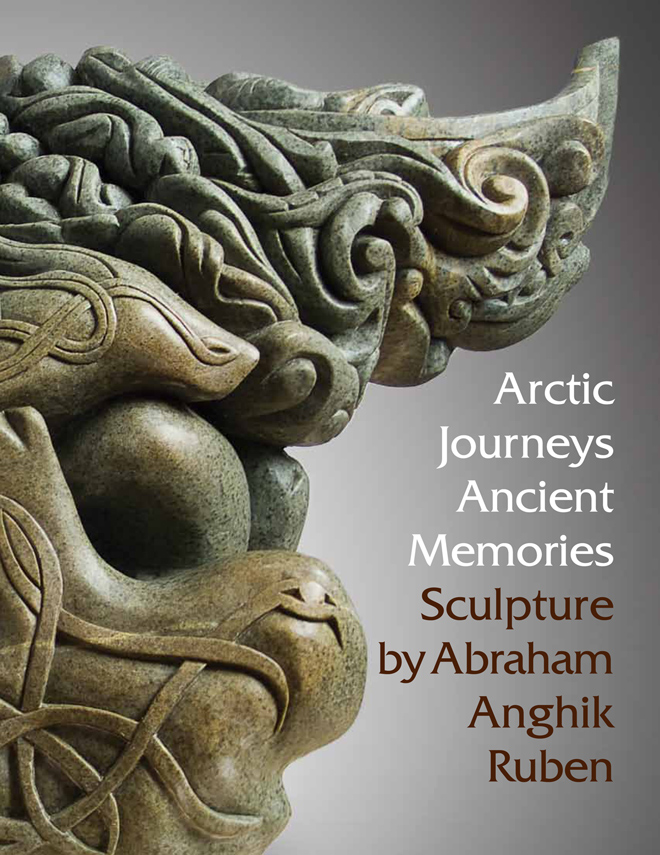 Arctic
Journeys
Ancient
Memories
Sculpture
by Abraham
Anghik
Ruben